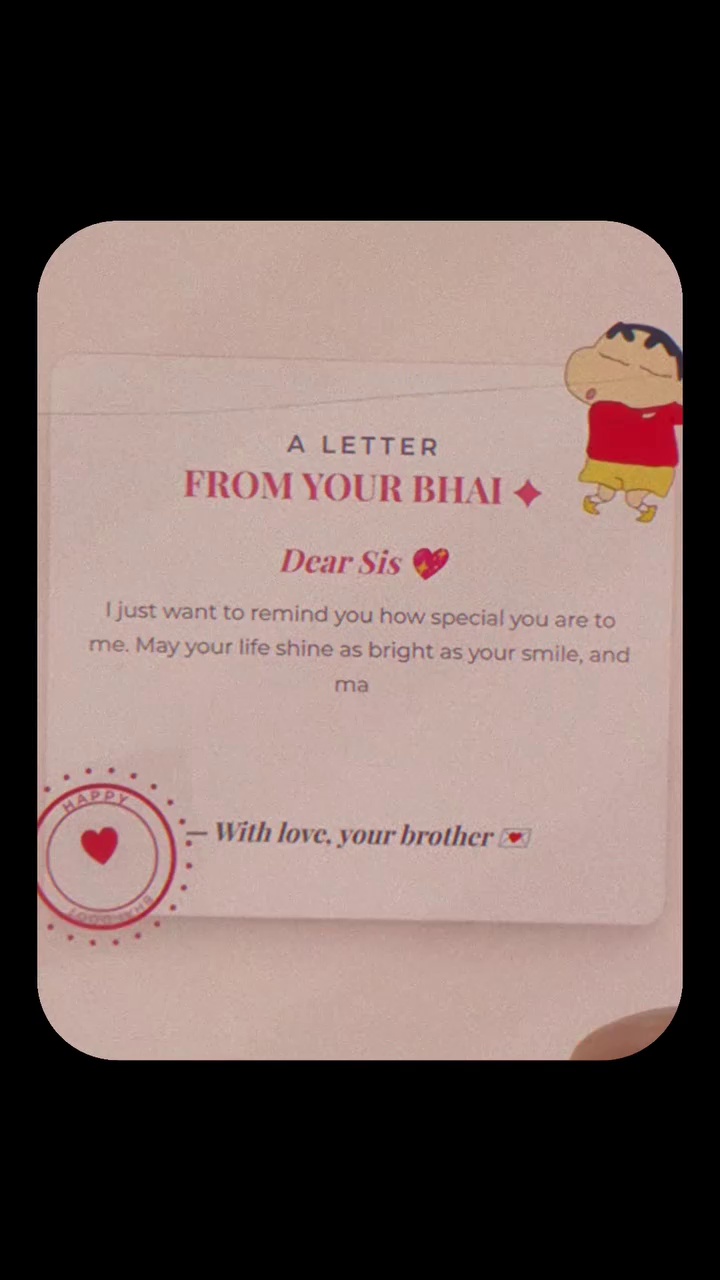 A LETTER
FROM YOUR BHAI ✦
Dear Sis 💖
I just want to remind you how special you are to
me. May your life shine as bright as your smile, and
ma
HAPPY
— With love, your brother 💌